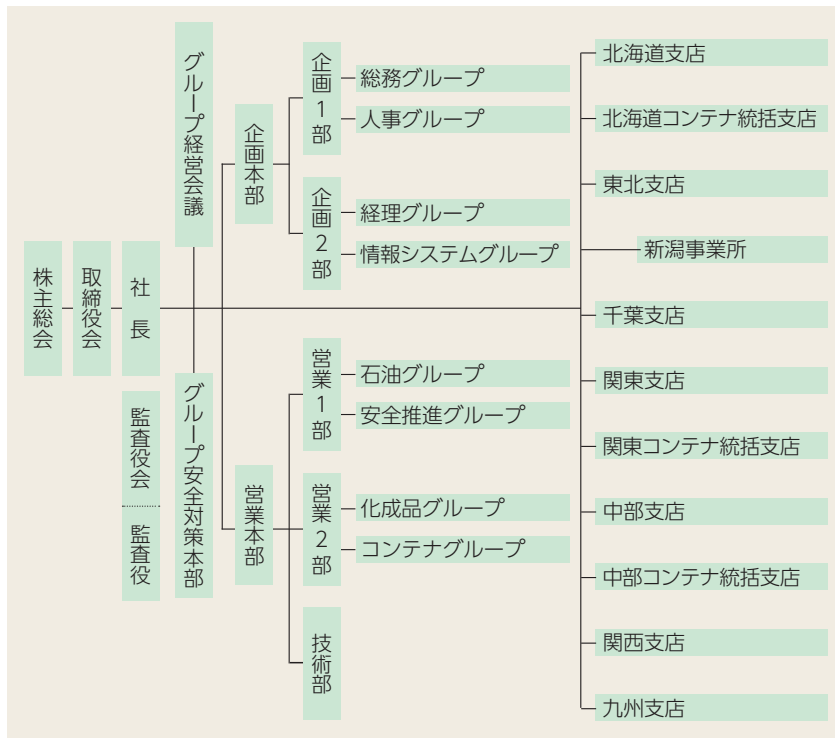 株主総会
取締役会
社長
監査役会
監査役
グループ経営会議
グループ安全対策本部
企画本部
企画1部
総務グループ
人事グループ
企画2部
経理グループ
情報システムグループ
営業本部
営業1部
石油グループ
安全推進グループ
営業2部
化成品グループ
コンテナグループ
技術部
北海道支店
北海道コンテナ統括支店
東北支店
新潟事業所
千葉支店
関東支店
関東コンテナ統括支店
中部支店
中部コンテナ統括支店
関西支店
九州支店